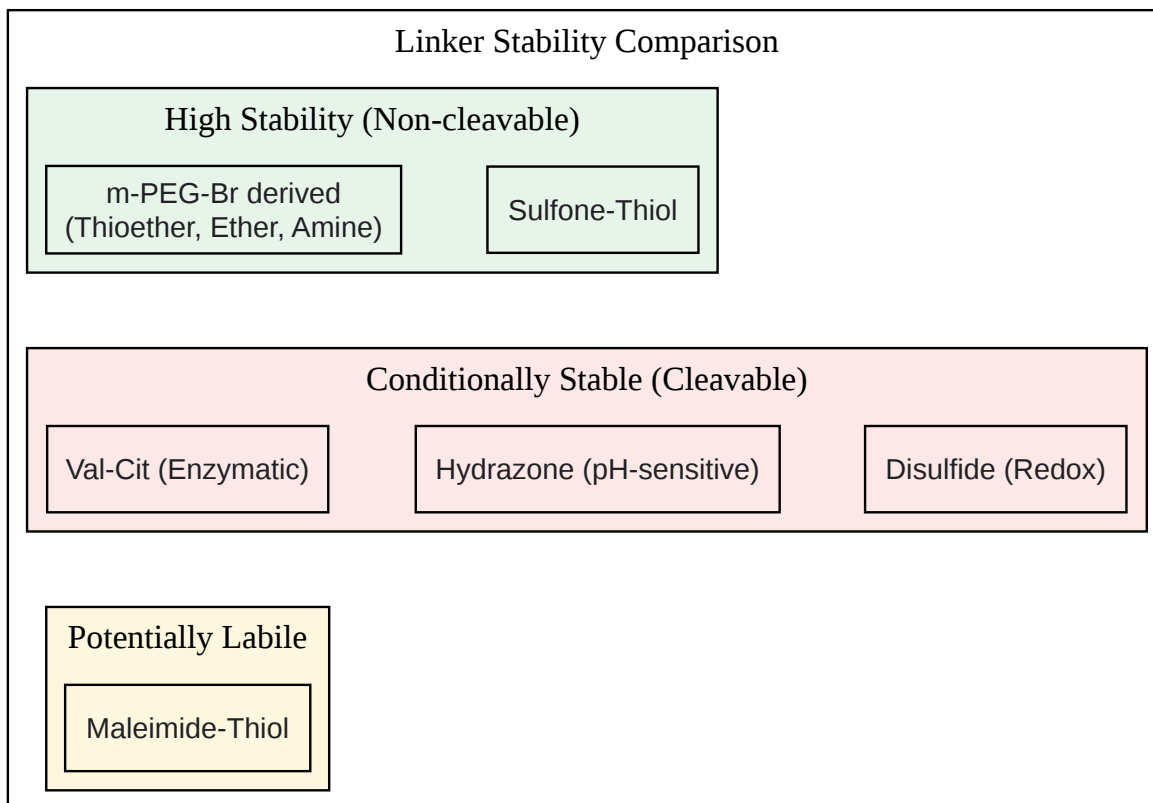 Linker Stability Comparison
High Stability (Non-cleavable)
m-PEG-Br derived
(Thioether, Ether, Amine)
Sulfone-Thiol
Conditionally Stable (Cleavable)
Val-Cit (Enzymatic)
Hydrazone (pH-sensitive)
Disulfide (Redox)
Potentially Labile
Maleimide-Thiol